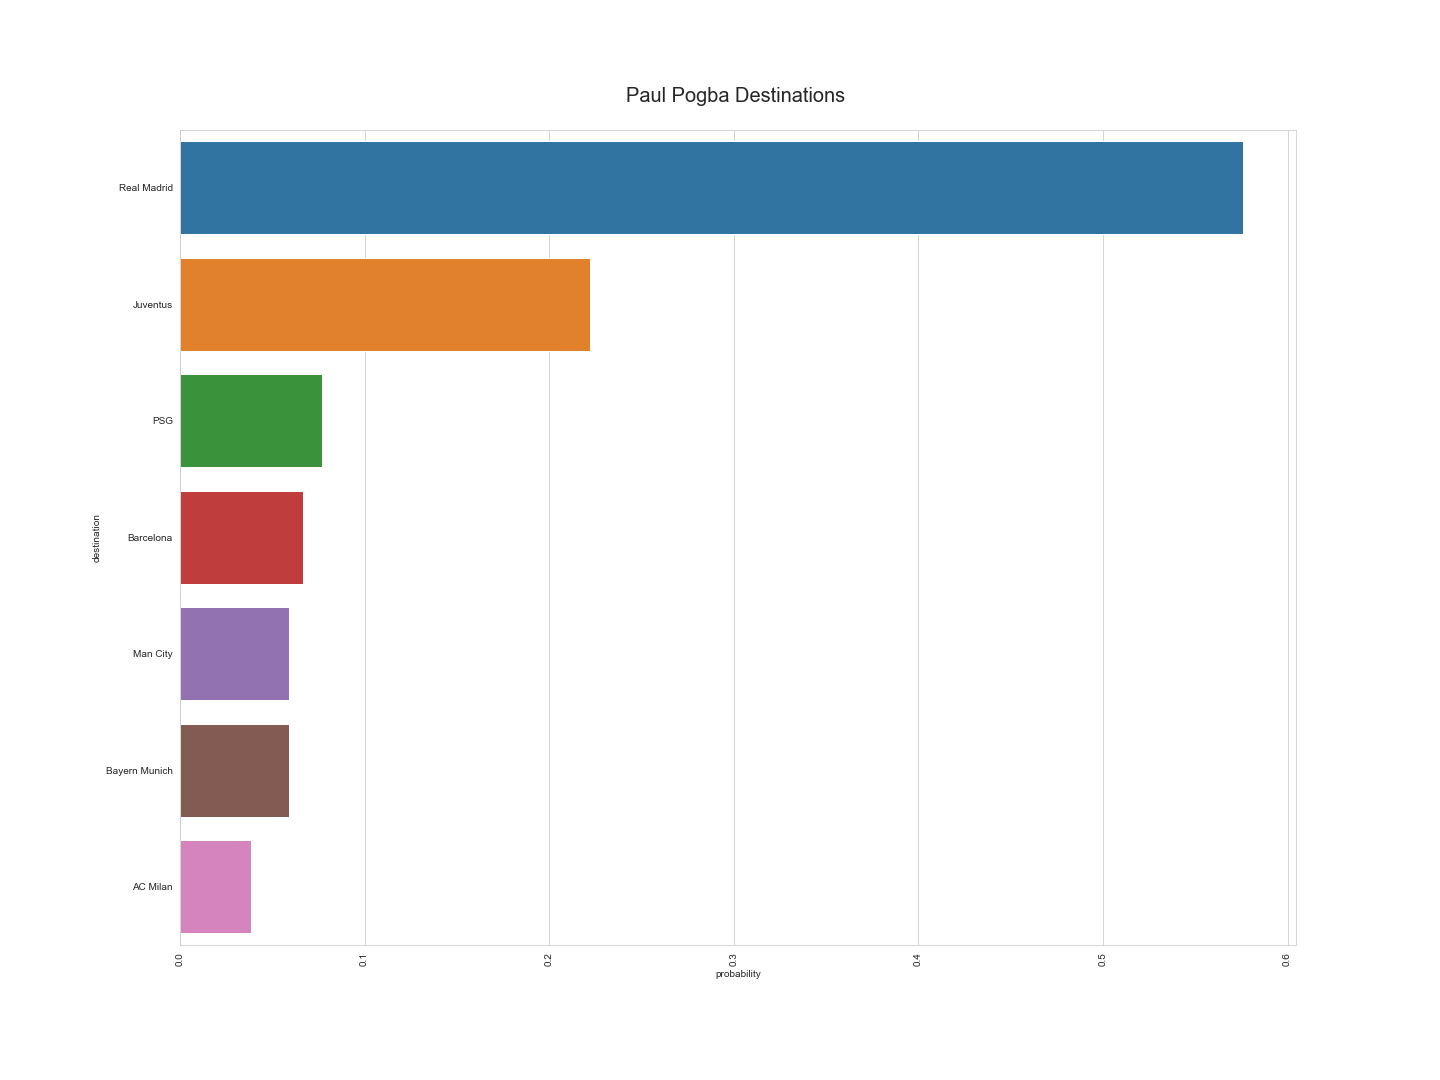 Paul Pogba Destinations
destination
Real Madrid
Juventus
PSG
Barcelona
Man City
Bayern Munich
AC Milan
0.0 0.1 0.2 0.3 0.4 0.5 0.6
probability